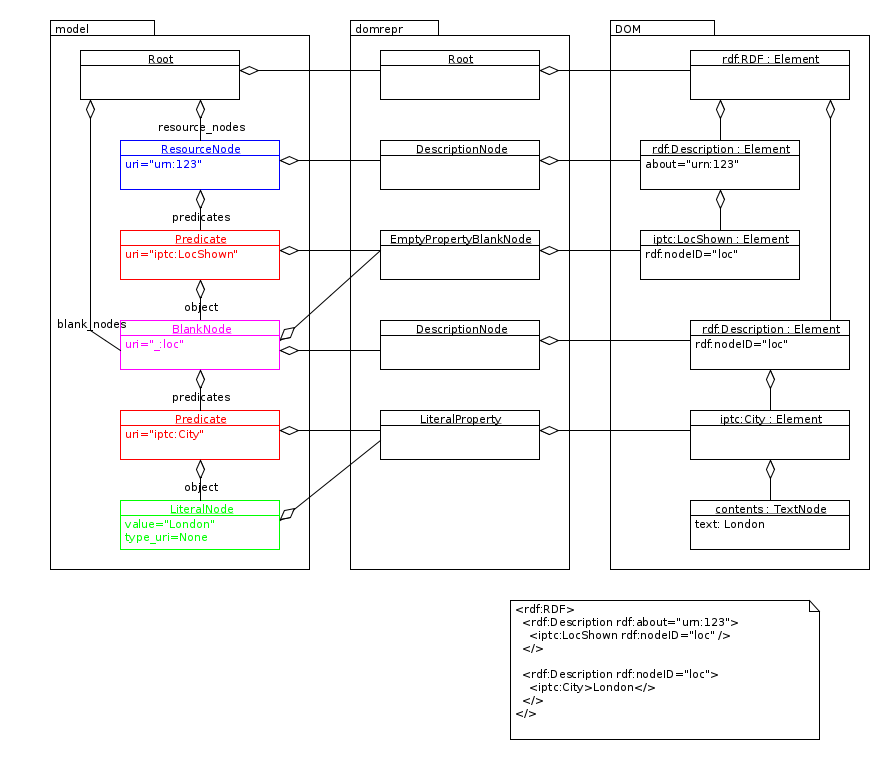 model
domrepr
DOM
Root
Root
rdf:RDF : Element
resource_nodes
ResourceNode
uri="urn:123"
DescriptionNode
rdf:Description : Element
about="urn:123"
predicates
Predicate
uri="iptc:LocShown"
EmptyPropertyBlankNode
iptc:LocShown : Element
rdf:nodeID="loc"
object
blank_nodes
BlankNode
uri="_:loc"
DescriptionNode
rdf:Description : Element
rdf:nodeID="loc"
predicates
Predicate
uri="iptc:City"
LiteralProperty
iptc:City : Element
object
LiteralNode
value="London"
type_uri=None
contents : TextNode
text: London
<rdf:RDF>
<rdf:Description rdf:about="urn:123">
<iptc:LocShown rdf:nodeID="loc" />
</>
<rdf:Description rdf:nodeID="loc">
<iptc:City>London</>
</>
</>